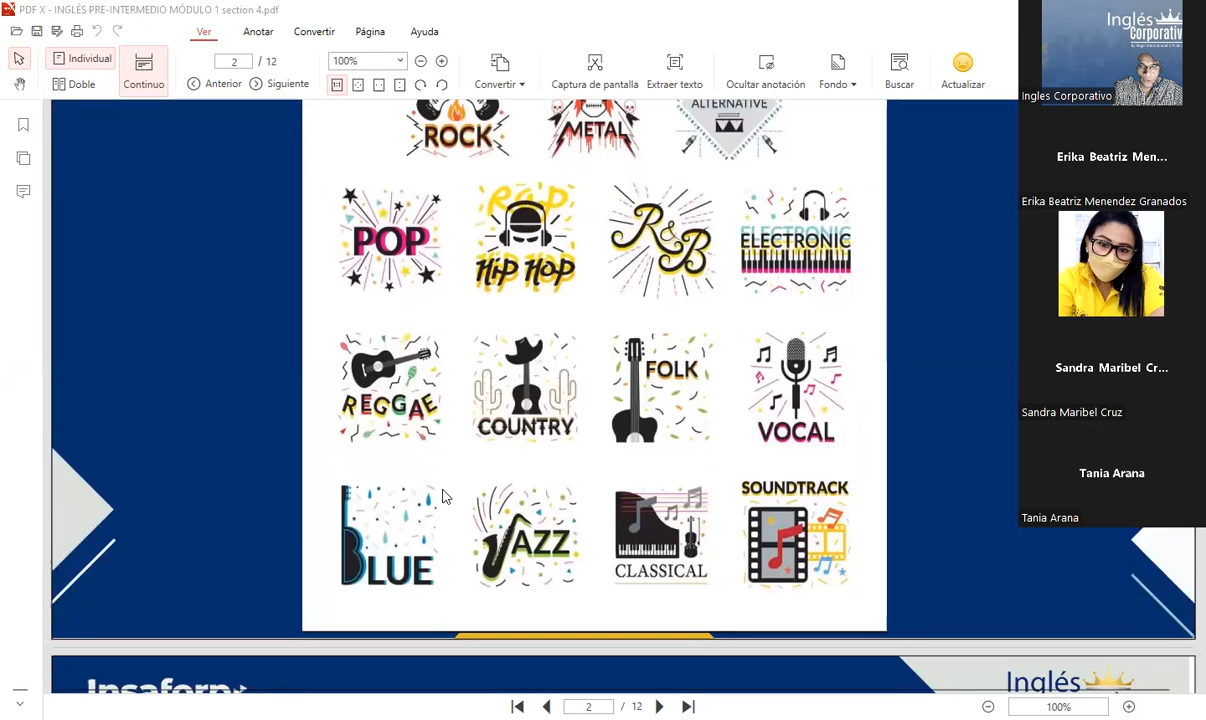 PDF X - INGLÉS PRE-INTERMEDIO MÓDULO 1 section 4.pdf
Ver
Anotar
Convertir
Página
Ayuda
Individual
Doble
Continuo
2 / 12
Anterior
Siguiente
100%
Convertir
Captura de pantalla
Extraer texto
Ocultar anotación
Fondo
Buscar
Actualizar
ROCK
METAL
ALTERNATIVE
POP
RAP
HIP HOP
R&B
ELECTRONIC
REGGAE
COUNTRY
FOLK
VOCAL
BLUE
JAZZ
CLASSICAL
SOUNDTRACK
Insaforp
Inglés
Inglés
Corporativ
Ingles Corporativo
Erika Beatriz Men...
Erika Beatriz Menendez Granados
Sandra Maribel Cr...
Sandra Maribel Cruz
Tania Arana
Tania Arana
2 / 12
100%